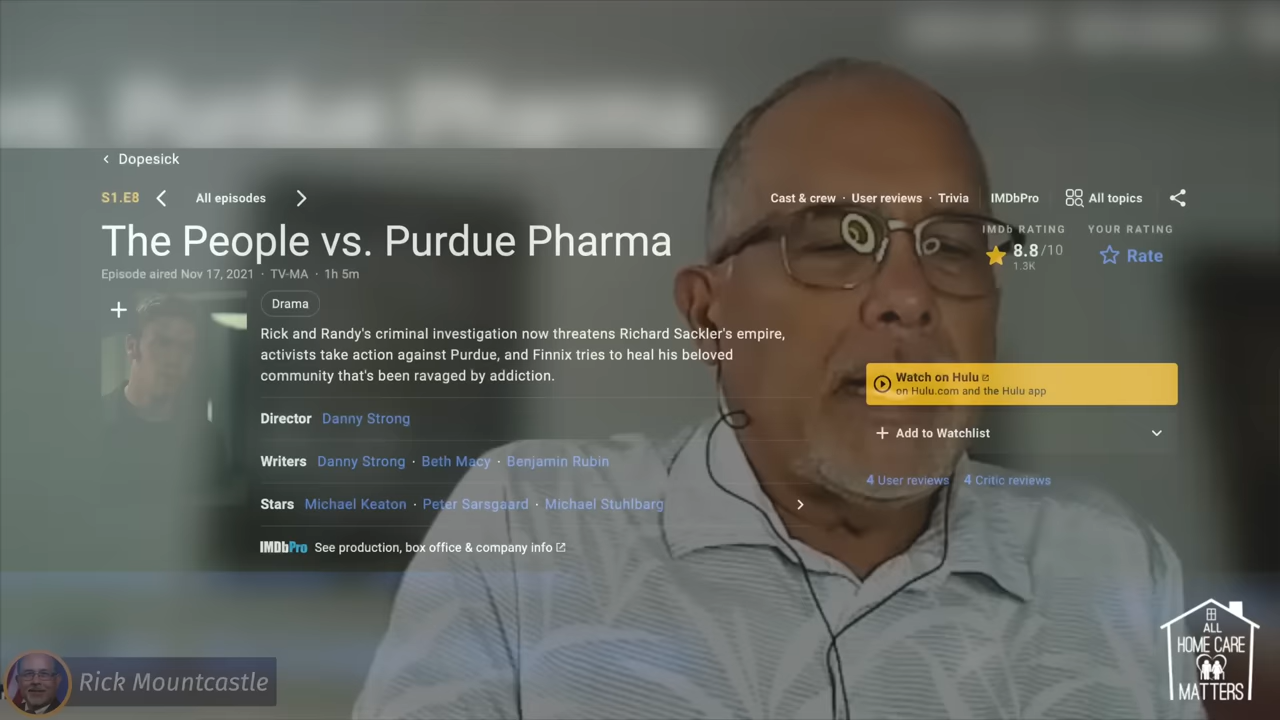 Dopesick
S1.E8
All episodes
Cast & crew · User reviews · Trivia
IMDbPro
All topics
The People vs. Purdue Pharma
IMDb RATING
YOUR RATING
8.8/10
1.3K
Rate
Episode aired Nov 17, 2021 · TV-MA · 1h 5m
Drama
Rick and Randy's criminal investigation now threatens Richard Sackler's empire,
activists take action against Purdue, and Finnix tries to heal his beloved
community that's been ravaged by addiction.
Watch on Hulu
on Hulu.com and the Hulu app
Director Danny Strong
Add to Watchlist
Writers Danny Strong · Beth Macy · Benjamin Rubin
4 User reviews 4 Critic reviews
Stars Michael Keaton · Peter Sarsgaard · Michael Stuhlbarg
IMDbPro See production, box office & company info
Rick Mountcastle
ALL
HOME CARE
MATTERS